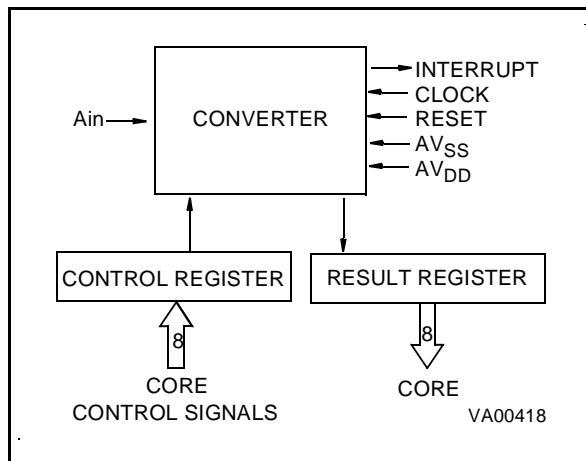 INTERRUPT
CLOCK
Ain
CONVERTER
RESET
AVSS
AVDD
CONTROL REGISTER
RESULT REGISTER
8
8
CORE
CONTROL SIGNALS
CORE
VA00418